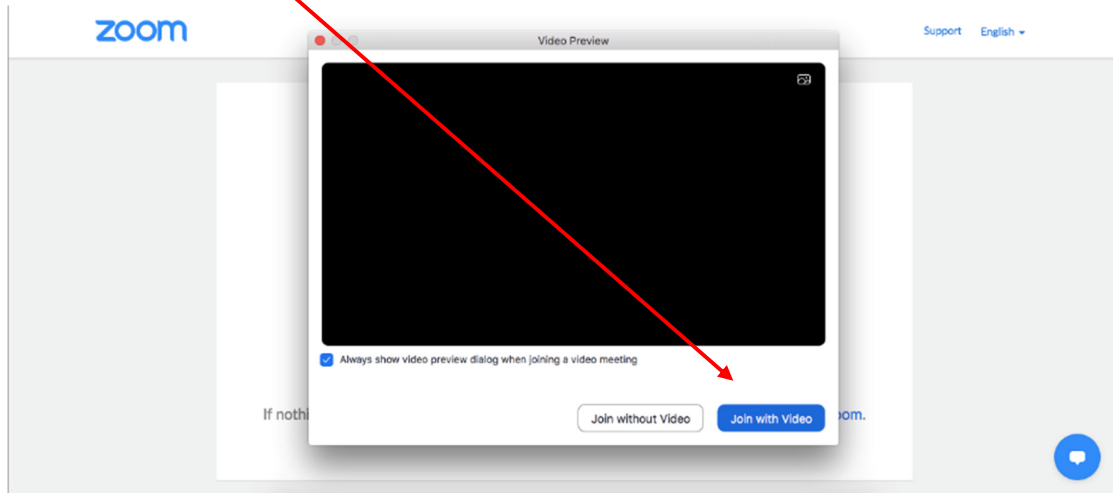 zoom
Support English
Video Preview
Always show video preview dialog when joining a video meeting
If nothi
oom.
Join without Video
Join with Video